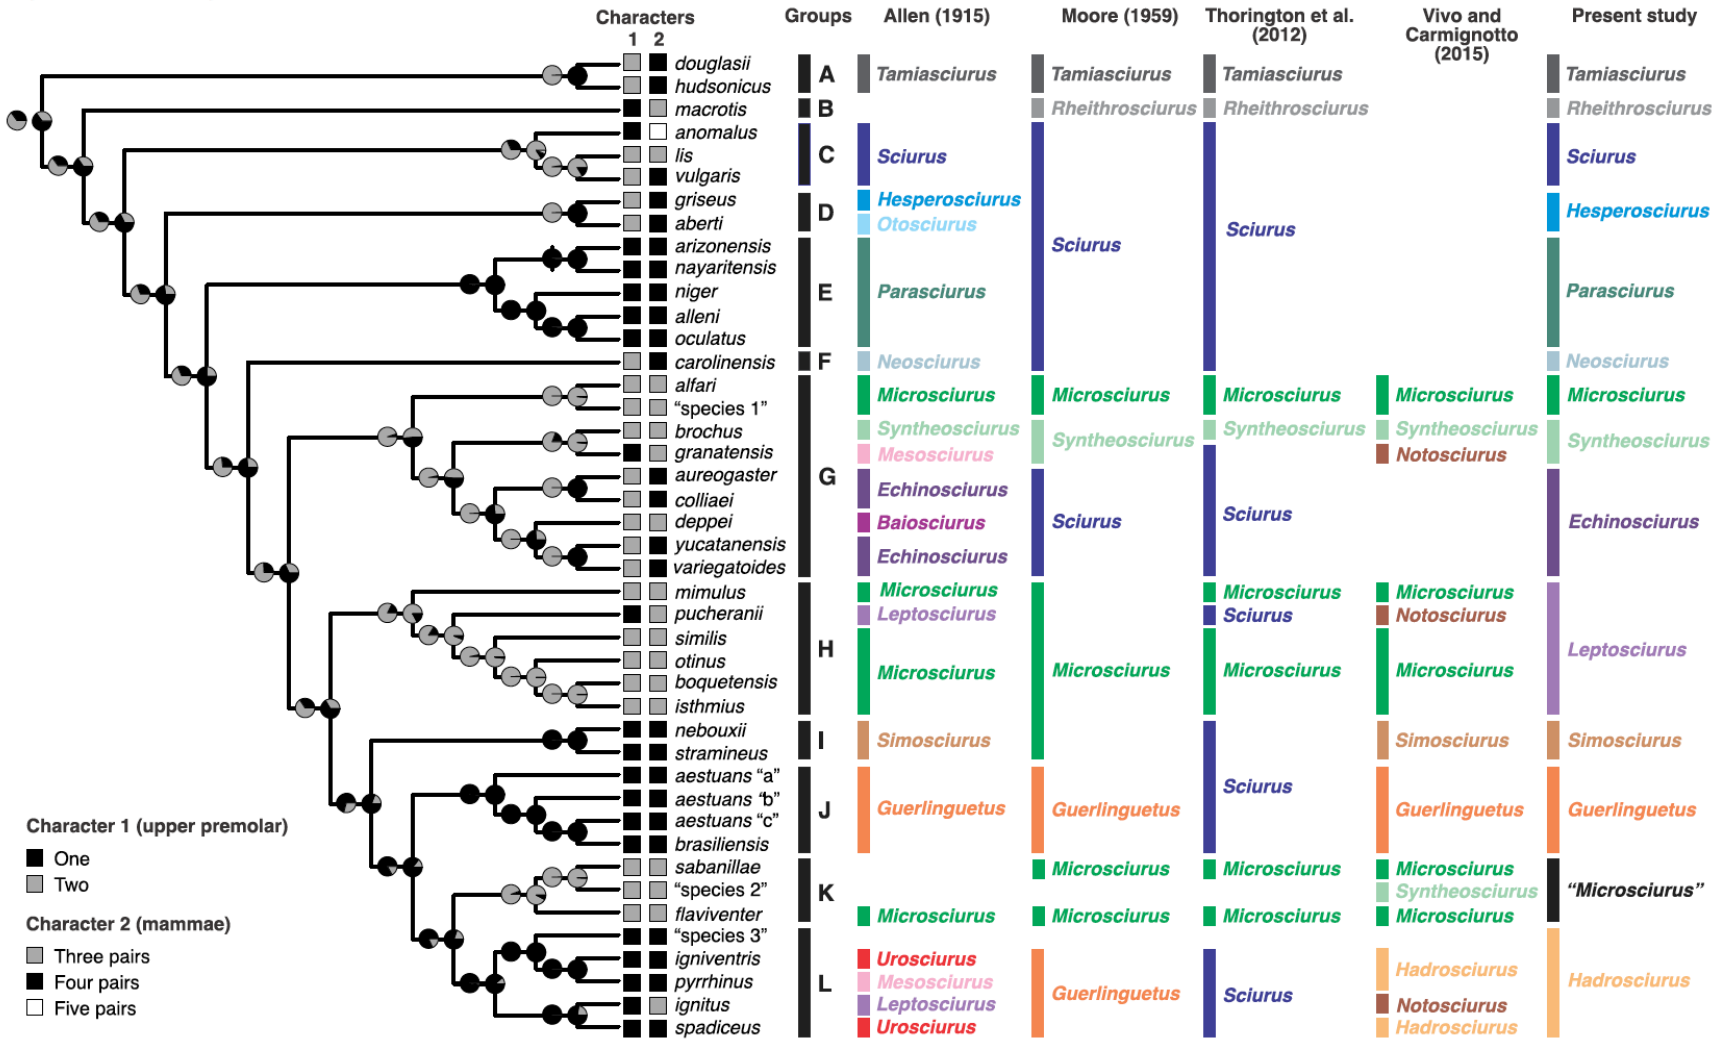 Characters Groups Allen (1915) Moore (1959) Thorington et al. (2012) Vivo and Carmignotto (2015) Present study
1 2
douglasii
hudsonicus
A Tamiasciurus Tamiasciurus Tamiasciurus Tamiasciurus
macrotis B Rheithrosciurus Rheithrosciurus Rheithrosciurus
anomalus
lis C Sciurus Sciurus
vulgaris
griseus Hesperosciurus
D Hesperosciurus
aberti Otosciurus
Sciurus Sciurus
arizonensis
nayaritensis
niger E Parasciurus Parasciurus
alleni
oculatus
carolinensis F Neosciurus Neosciurus
alfari
Microsciurus Microsciurus Microsciurus Microsciurus Microsciurus
“species 1”
brochus Syntheosciurus Syntheosciurus Syntheosciurus Syntheosciurus Syntheosciurus
granatensis Mesosciurus Notosciurus
aureogaster
G Echinosciurus
colliaei
deppei Baiosciurus Sciurus Sciurus Echinosciurus
yucatanensis
Echinosciurus
variegatoides
mimulus Microsciurus Microsciurus Microsciurus
pucheranii Leptosciurus Sciurus Notosciurus
similis
H Leptosciurus
otinus
Microsciurus Microsciurus Microsciurus Microsciurus
boquetensis
isthmius
nebouxii
I Simosciurus Simosciurus Simosciurus
stramineus
aestuans “a”
Sciurus
aestuans “b”
J Guerlinguetus Guerlinguetus Guerlinguetus Guerlinguetus
aestuans “c”
brasiliensis
sabanillae Microsciurus Microsciurus Microsciurus
“species 2” K Syntheosciurus “Microsciurus”
flaviventer Microsciurus Microsciurus Microsciurus Microsciurus
“species 3”
igniventris Urosciurus Hadrosciurus
pyrrhinus L Mesosciurus Guerlinguetus Sciurus Hadrosciurus
ignitus Leptosciurus Notosciurus
spadiceus Urosciurus Hadrosciurus
Character 1 (upper premolar)
One
Two
Character 2 (mammae)
Three pairs
Four pairs
Five pairs